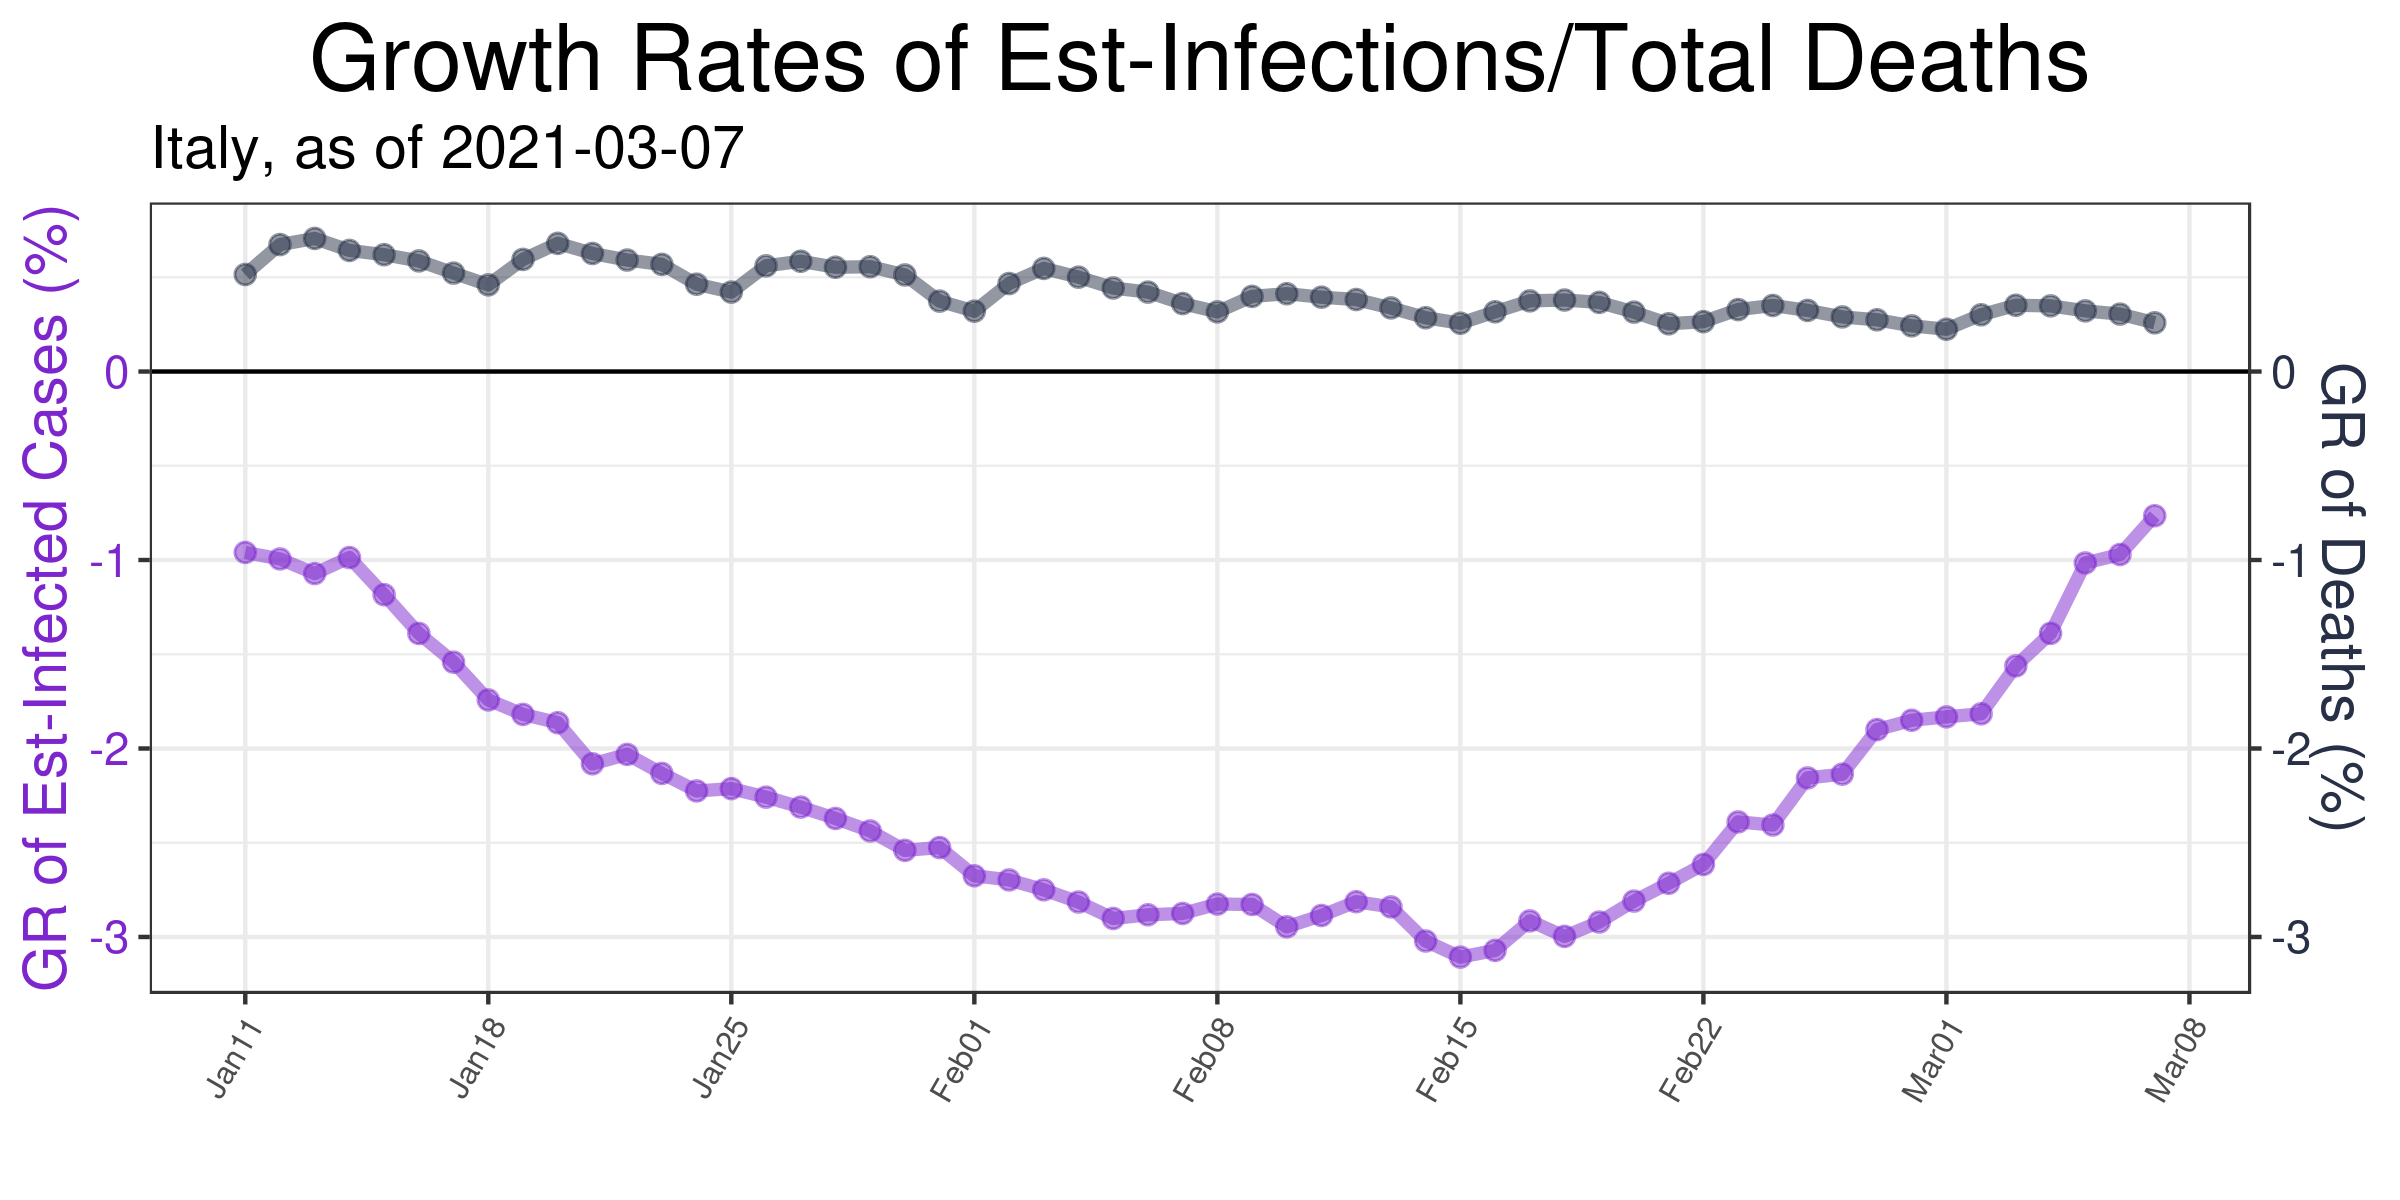 Growth Rates of Est-Infections/Total Deaths
Italy, as of 2021-03-07
GR of Est-Infected Cases (%)
0
-1
-2
-3
0
-1
-2
-3
GR of Deaths (%)
Jan11
Jan18
Jan25
Feb01
Feb08
Feb15
Feb22
Mar01
Mar08